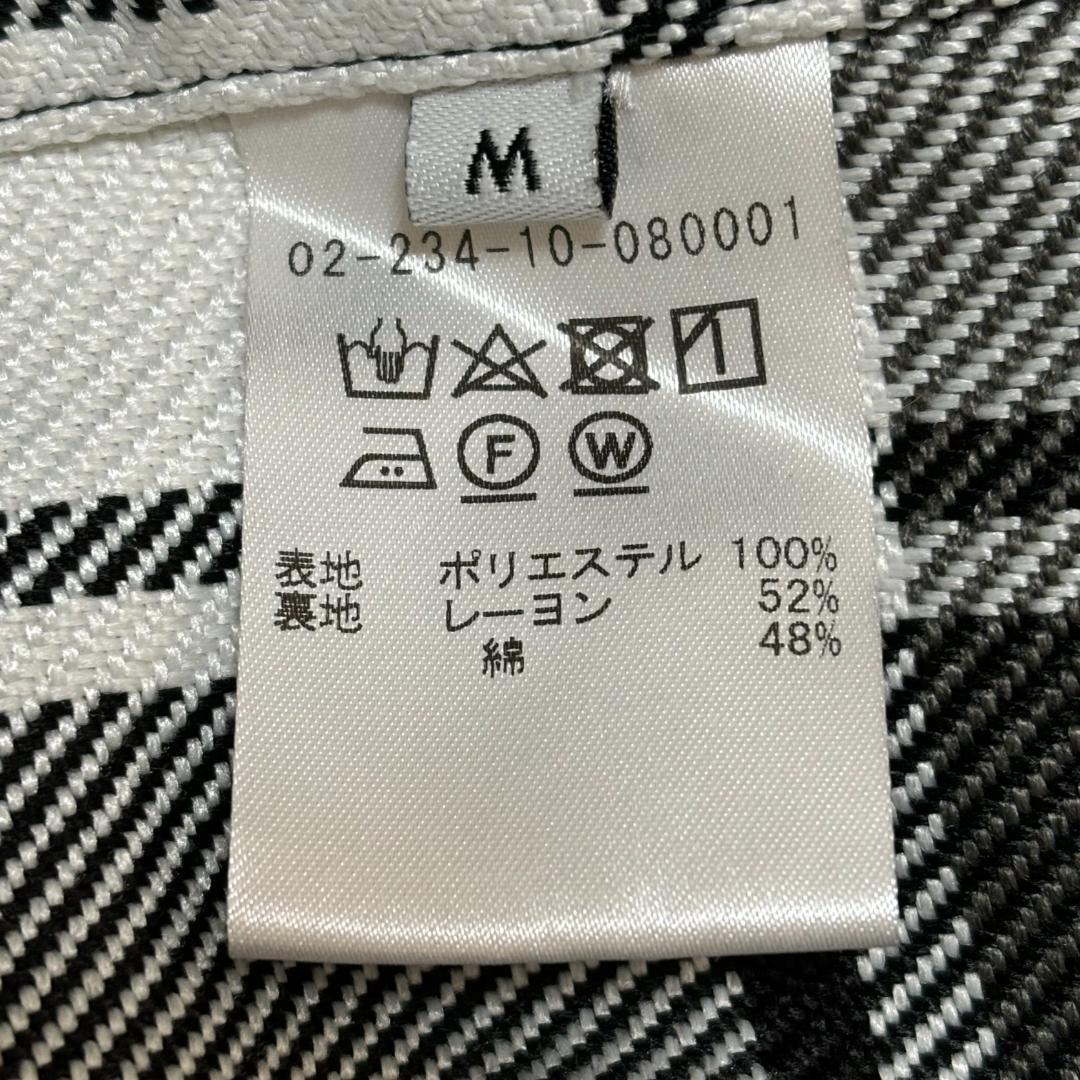 M
02-234-10-080001
F W
表地 ポリエステル 100%
裏地 レーヨン 52%
綿 48%